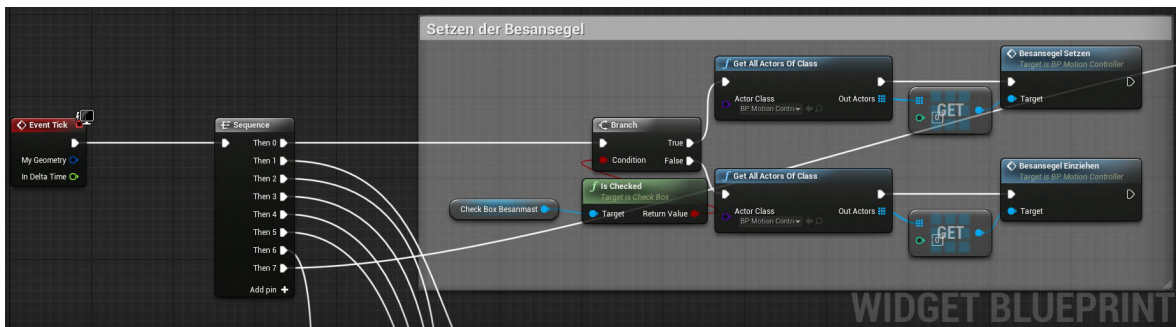 Setzen der Besansegel
Event Tick
My Geometry
In Delta Time
Sequence
Then 0
Then 1
Then 2
Then 3
Then 4
Then 5
Then 6
Then 7
Add pin +
Branch
Condition
True
False
Is Checked
Target is Check Box
Target
Return Value
Check Box Besanmast
Get All Actors Of Class
Actor Class
BP Motion Contr
Out Actors
GET
0
Besansegel Setzen
Target is BP Motion Controller
Target
Get All Actors Of Class
Actor Class
BP Motion Contr
Out Actors
GET
0
Besansegel Einziehen
Target is BP Motion Controller
Target
WIDGET BLUEPRINT